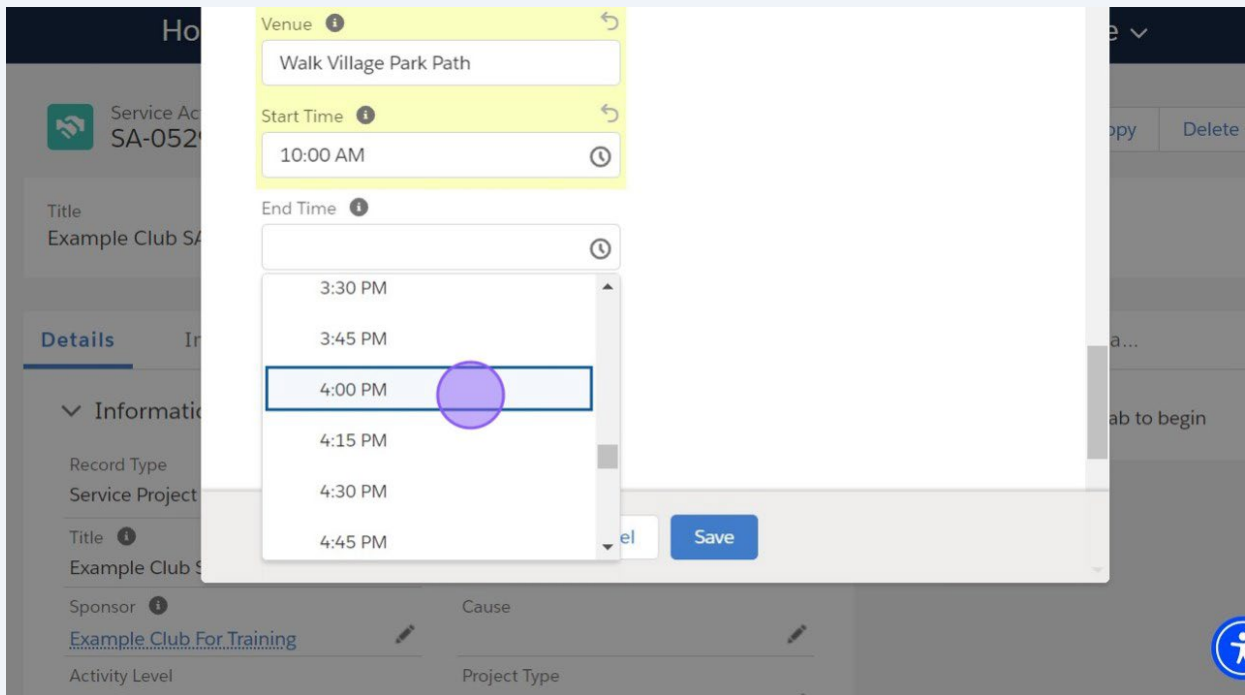 Ho
Venue
Walk Village Park Path
Start Time
10:00 AM
End Time
3:30 PM
3:45 PM
4:00 PM
4:15 PM
4:30 PM
4:45 PM
Save
Service Ac
SA-052
Delete
Title
Example Club SA
Details
Informatio
ab to begin
Record Type
Service Project
Title
Example Club S
Sponsor
Example Club For Training
Cause
Activity Level
Project Type